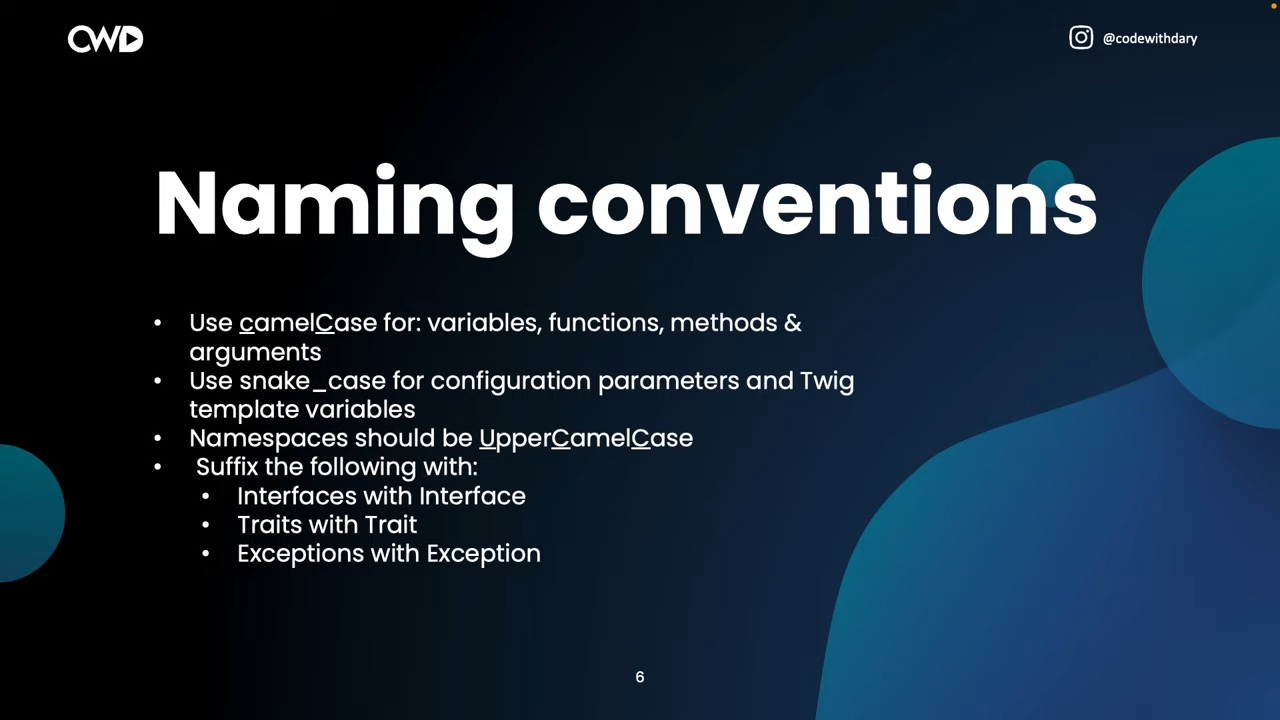 CWD
@codewithdary
Naming conventions
• Use camelCase for: variables, functions, methods &
arguments
• Use snake_case for configuration parameters and Twig
template variables
• Namespaces should be UpperCamelCase
• Suffix the following with:
• Interfaces with Interface
• Traits with Trait
• Exceptions with Exception
6